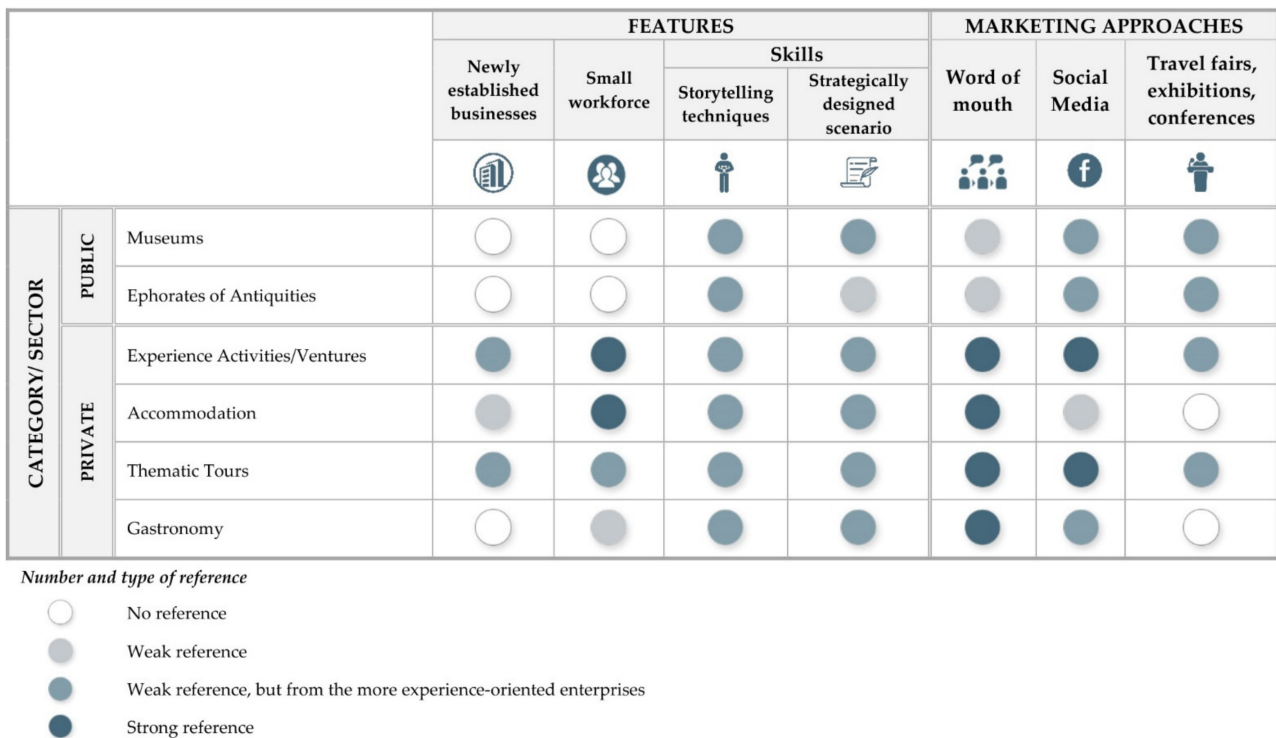 FEATURES
MARKETING APPROACHES
Newly
established
businesses
Small
workforce
Skills
Storytelling
techniques
Strategically
designed
scenario
Word of
mouth
Social
Media
Travel fairs,
exhibitions,
conferences
f
CATEGORY/ SECTOR
PUBLIC
Museums
Ephorates of Antiquities
PRIVATE
Experience Activities/Ventures
Accommodation
Thematic Tours
Gastronomy
Number and type of reference
No reference
Weak reference
Weak reference, but from the more experience-oriented enterprises
Strong reference